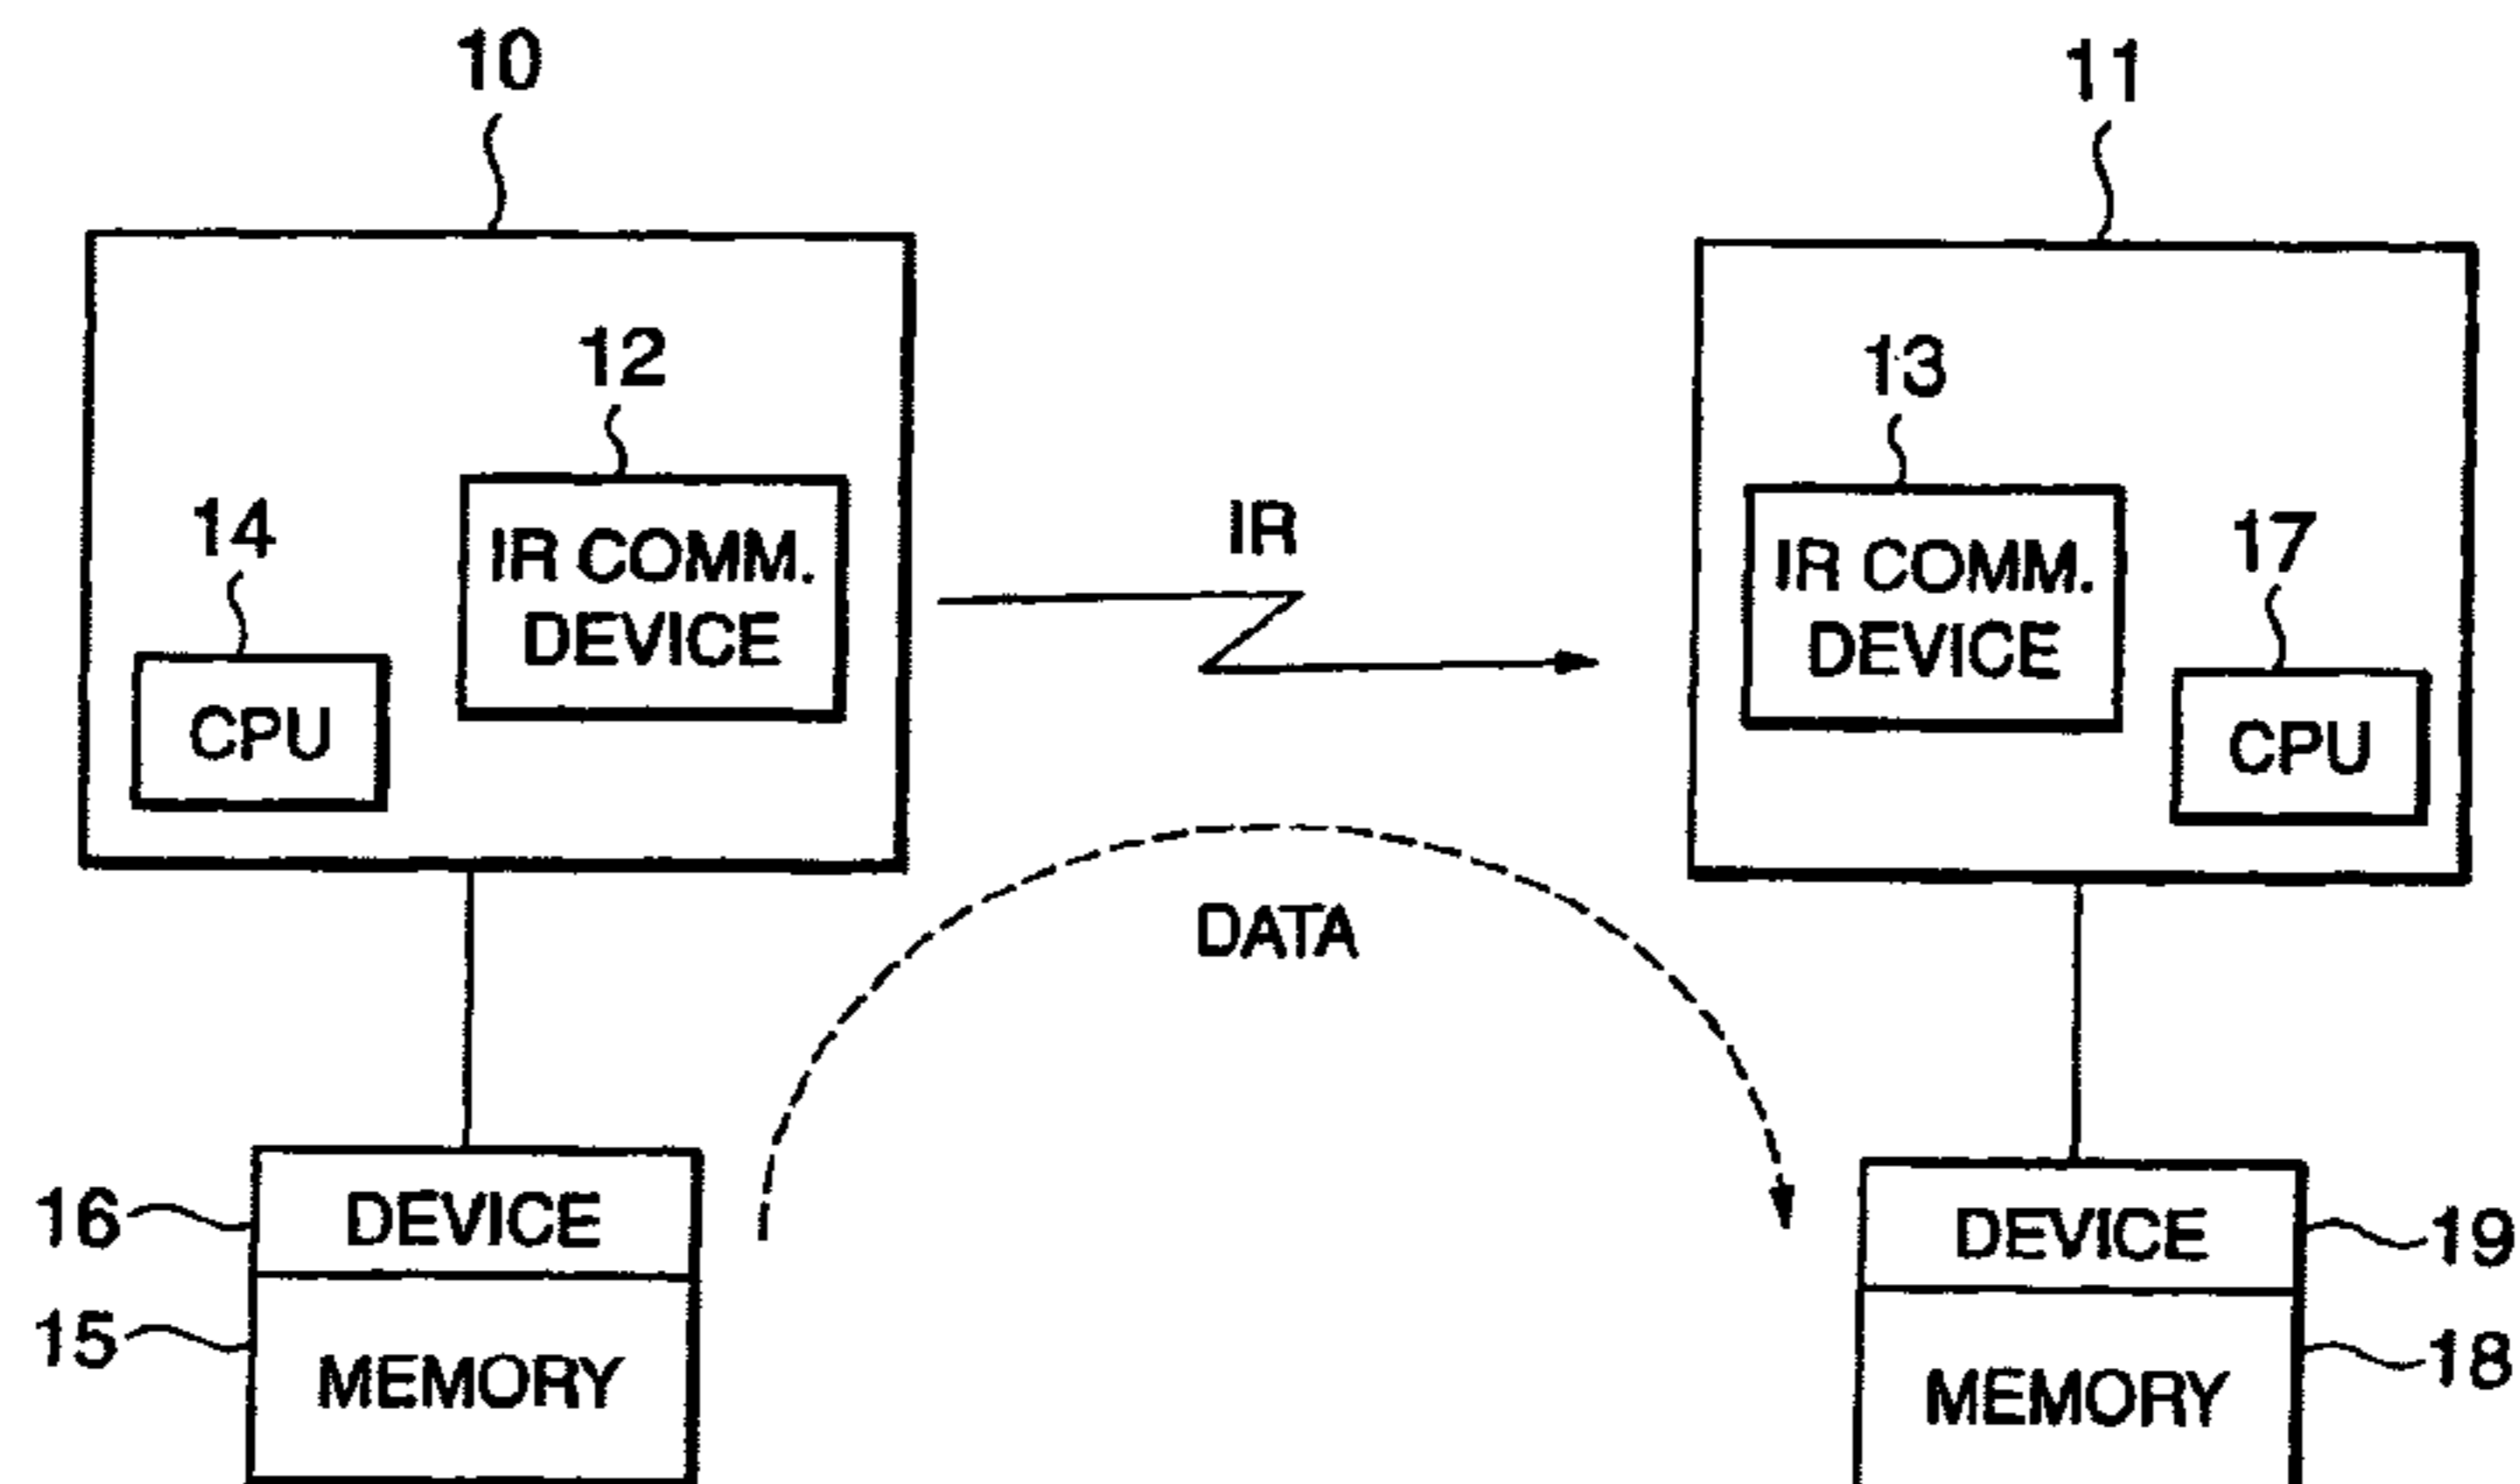 10
11
12
13
14
IR COMM.
DEVICE
IR
IR COMM.
DEVICE
17
CPU
CPU
DATA
16
DEVICE
DEVICE
19
15
MEMORY
MEMORY
18